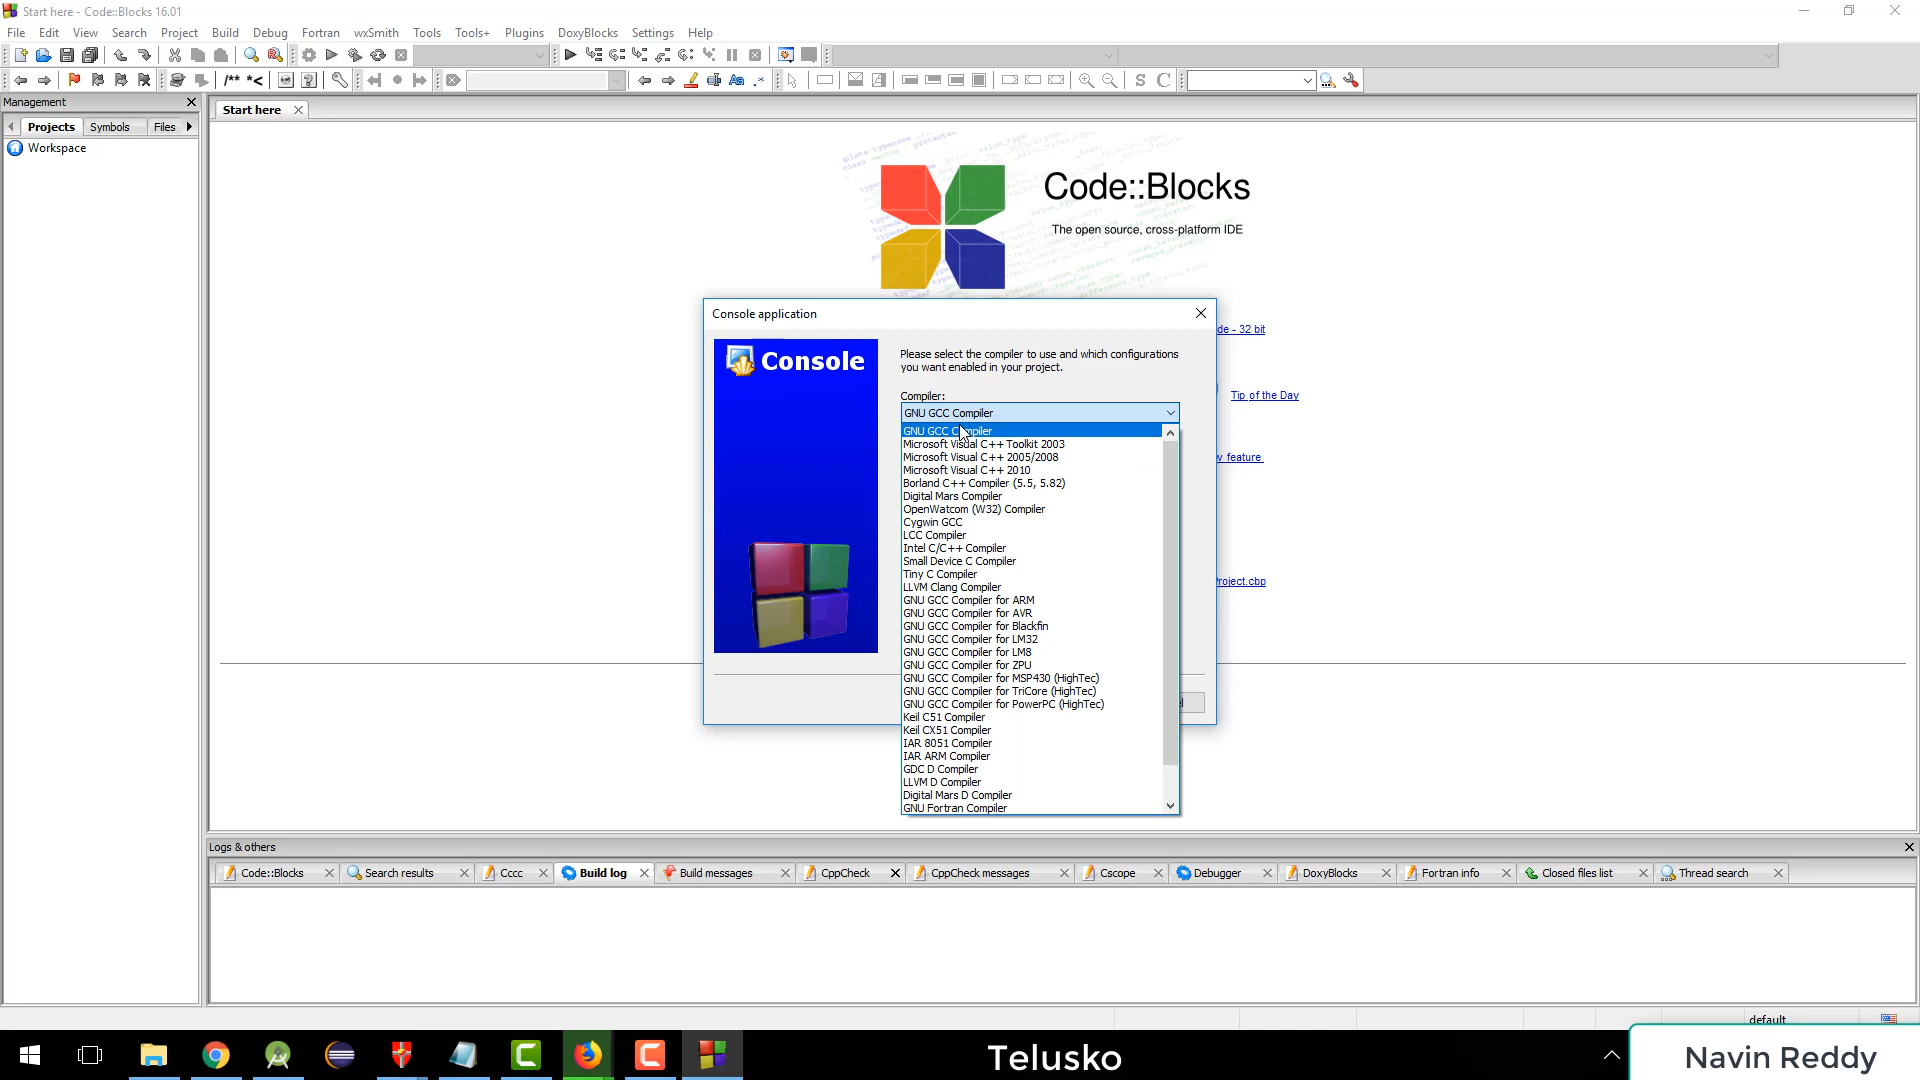 Start here - Code::Blocks 16.01
File Edit View Search Project Build Debug Fortran wxSmith Tools Tools+ Plugins DoxyBlocks Settings Help
Management
Start here
Projects Symbols Files
Workspace
Code::Blocks
The open source, cross-platform IDE
Console application
Console
Please select the compiler to use and which configurations
you want enabled in your project.
Compiler:
GNU GCC Compiler
GNU GCC Compiler
Microsoft Visual C++ Toolkit 2003
Microsoft Visual C++ 2005/2008
Microsoft Visual C++ 2010
Borland C++ Compiler (5.5, 5.82)
Digital Mars Compiler
OpenWatcom (W32) Compiler
Cygwin GCC
LCC Compiler
Intel C/C++ Compiler
Small Device C Compiler
Tiny C Compiler
LLVM Clang Compiler
GNU GCC Compiler for ARM
GNU GCC Compiler for AVR
GNU GCC Compiler for Blackfin
GNU GCC Compiler for LM32
GNU GCC Compiler for LM8
GNU GCC Compiler for ZPU
GNU GCC Compiler for MSP430 (HighTec)
GNU GCC Compiler for TriCore (HighTec)
GNU GCC Compiler for PowerPC (HighTec)
Keil C51 Compiler
Keil CX51 Compiler
IAR 8051 Compiler
IAR ARM Compiler
GDC D Compiler
LLVM D Compiler
Digital Mars D Compiler
GNU Fortran Compiler
de - 32 bit
Tip of the Day
feature
roject.cbp
Logs & others
Code::Blocks Search results Cccc Build log Build messages CppCheck CppCheck messages Cscope Debugger DoxyBlocks Fortran info Closed files list Thread search
default
Telusko
Navin Reddy